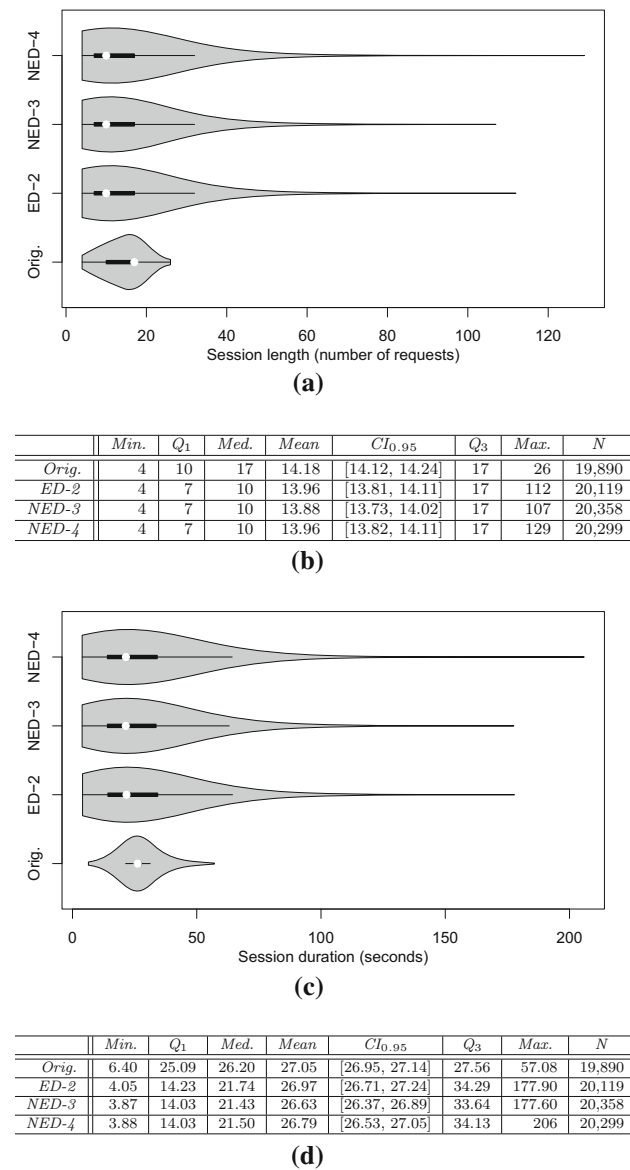 NED−4
NED−3
ED−2
Orig.
0 20 40 60 80 100 120
Session length (number of requests)
(a)
Min. Q1 Med. Mean CI0.95 Q3 Max. N
Orig. 4 10 17 14.18 [14.12, 14.24] 17 26 19,890
ED-2 4 7 10 13.96 [13.81, 14.11] 17 112 20,119
NED-3 4 7 10 13.88 [13.73, 14.02] 17 107 20,358
NED-4 4 7 10 13.96 [13.82, 14.11] 17 129 20,299
(b)
NED−4
NED−3
ED−2
Orig.
0 50 100 150 200
Session duration (seconds)
(c)
Min. Q1 Med. Mean CI0.95 Q3 Max. N
Orig. 6.40 25.09 26.20 27.05 [26.95, 27.14] 27.56 57.08 19,890
ED-2 4.05 14.23 21.74 26.97 [26.71, 27.24] 34.29 177.90 20,119
NED-3 3.87 14.03 21.43 26.63 [26.37, 26.89] 33.64 177.60 20,358
NED-4 3.88 14.03 21.50 26.79 [26.53, 27.05] 34.13 206 20,299
(d)